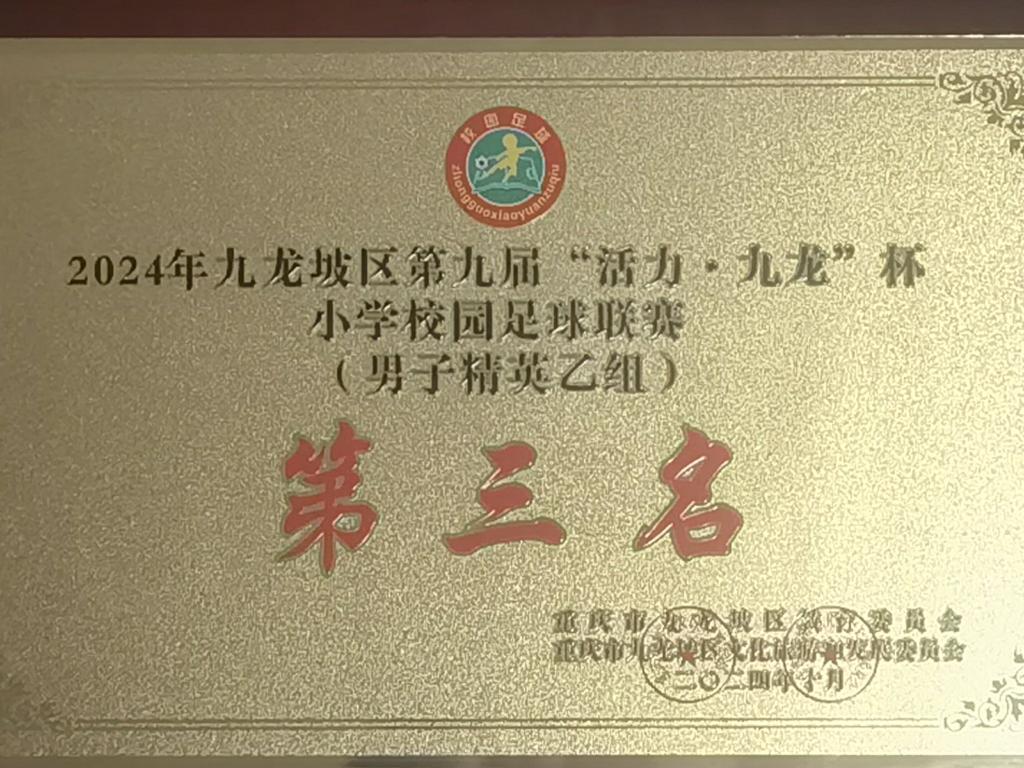 校园足球
zhongguoxiaoyuanzuqiu
2024年九龙坡区第九届“活力·九龙”杯
小学校园足球联赛
（男子精英乙组）
第三名
重庆市九龙坡区教育委员会
重庆市九龙坡区文化旅游和发展委员会
二〇二四年十月